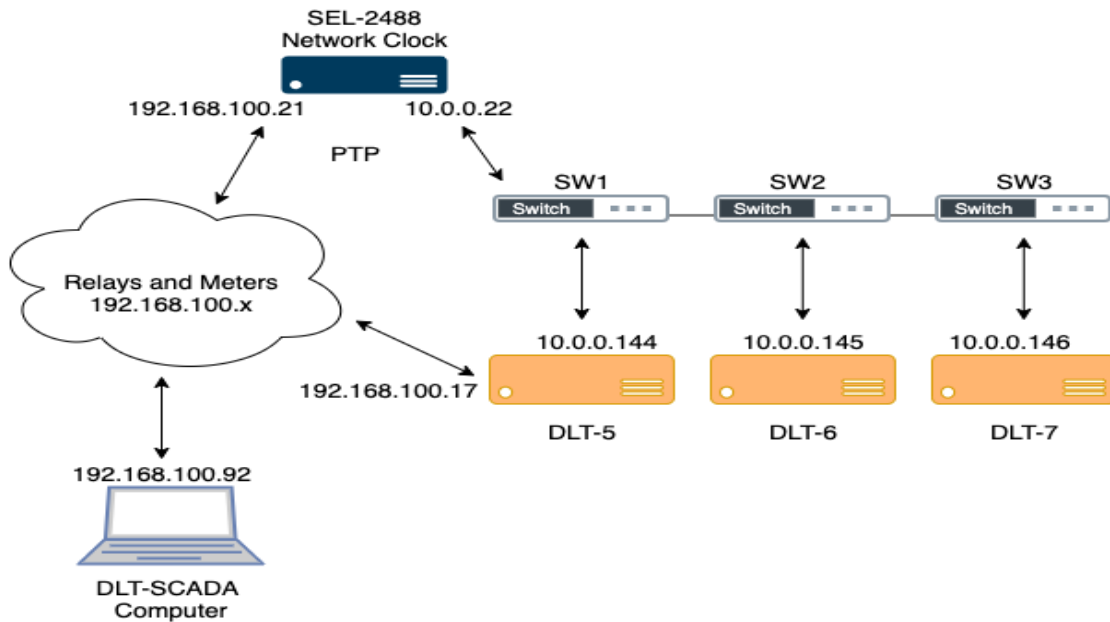 SEL-2488
Network Clock
192.168.100.21
10.0.0.22
PTP
SW1
SW2
SW3
Switch
Switch
Switch
Relays and Meters
192.168.100.x
10.0.0.144
10.0.0.145
10.0.0.146
192.168.100.17
DLT-5
DLT-6
DLT-7
192.168.100.92
DLT-SCADA
Computer